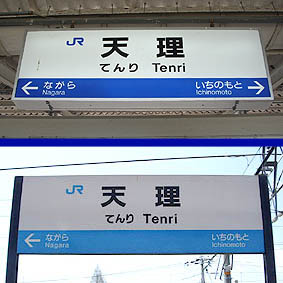 JR 天理
てんり Tenri
← ながら いちのもと →
Nagara Ichinomoto
JR 天理
てんり Tenri
← ながら いちのもと →
Nagara Ichinomoto